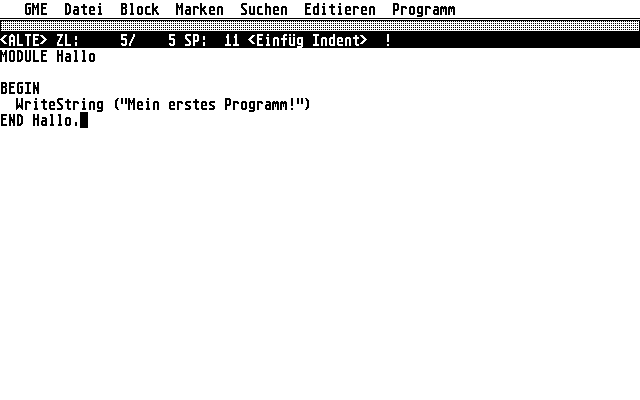 GME Datei Block Marken Suchen Editieren Programm
<ALTE> ZL: 5/ 5 SP: 11 <Einfüg Indent> !
MODULE Hallo
BEGIN
WriteString ("Mein erstes Programm!")
END Hallo.